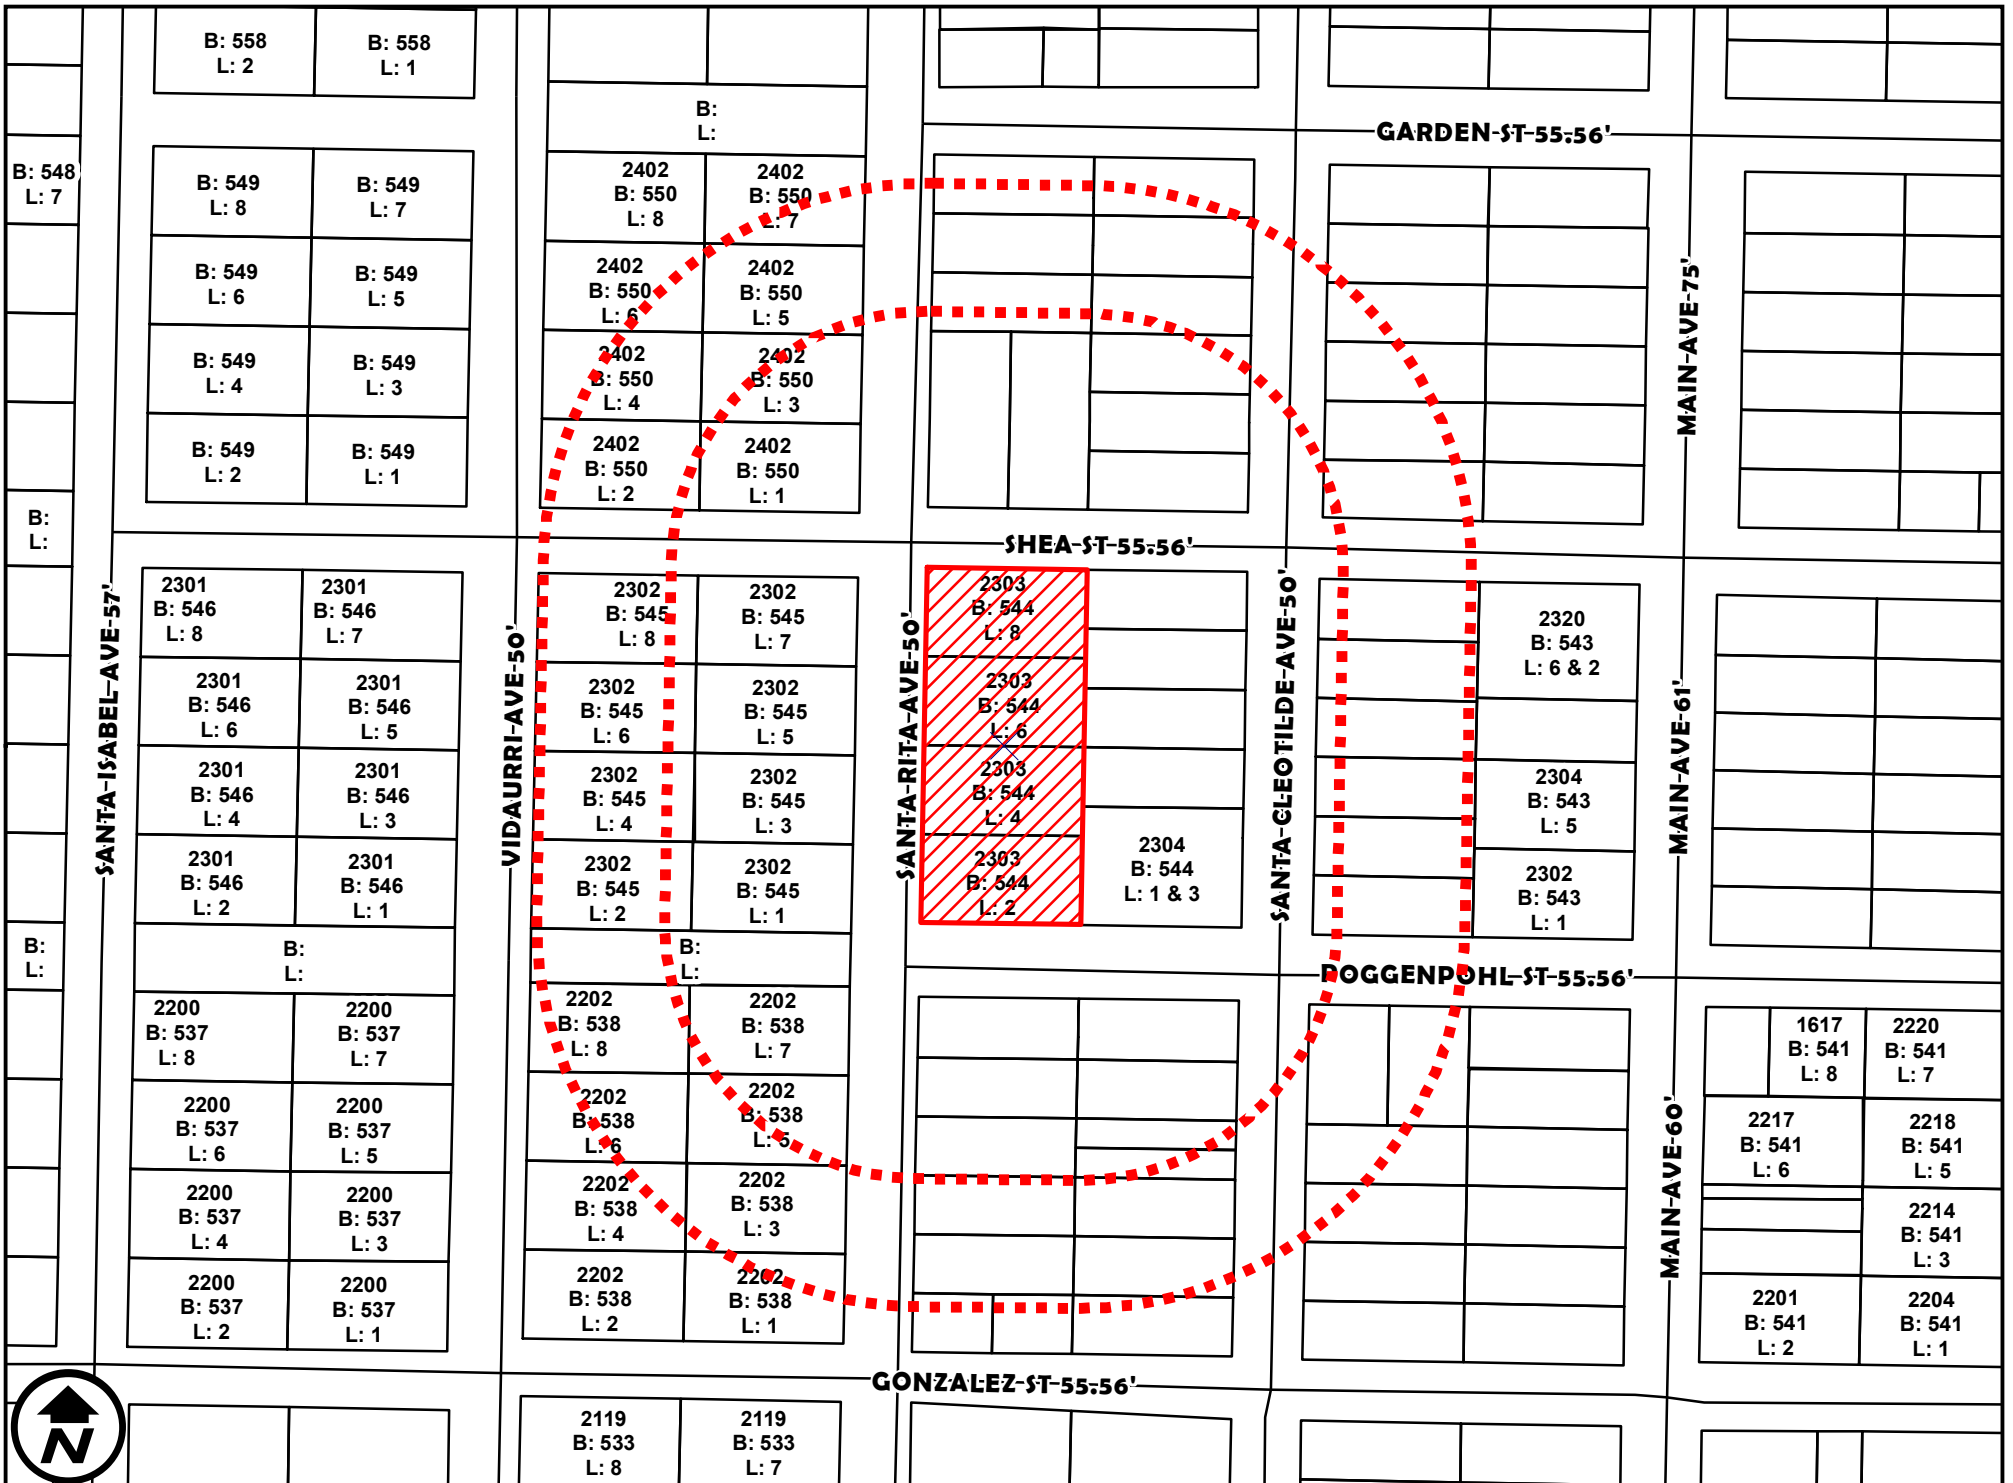 B: 558
L: 2
B: 558
L: 1
B:
L:
GARDEN-ST-55.56'
B: 548
L: 7
B: 549
L: 8
B: 549
L: 7
2402
B: 550
L: 8
2402
B: 550
L: 7
B: 549
L: 6
B: 549
L: 5
2402
B: 550
L: 6
2402
B: 550
L: 5
MAIN-AVE-75'
B: 549
L: 4
B: 549
L: 3
2402
B: 550
L: 4
2402
B: 550
L: 3
B: 549
L: 2
B: 549
L: 1
2402
B: 550
L: 2
2402
B: 550
L: 1
B:
L:
SHEA-ST-55.56'
SANTA-ISABEL-AVE-57'
2301
B: 546
L: 8
2301
B: 546
L: 7
VIDAURRI-AVE-50'
2302
B: 545
L: 8
2302
B: 545
L: 7
SANTA-RITA-AVE-50'
2303
B: 544
L: 8
SANTA-CLEOTILDE-AVE-50'
2320
B: 543
L: 6 & 2
MAIN-AVE-61'
2301
B: 546
L: 6
2301
B: 546
L: 5
2302
B: 545
L: 6
2302
B: 545
L: 5
2303
B: 544
L: 6
2301
B: 546
L: 4
2301
B: 546
L: 3
2302
B: 545
L: 4
2302
B: 545
L: 3
2303
B: 544
L: 4
2304
B: 543
L: 5
2301
B: 546
L: 2
2301
B: 546
L: 1
2302
B: 545
L: 2
2302
B: 545
L: 1
2303
B: 544
L: 2
2304
B: 544
L: 1 & 3
2302
B: 543
L: 1
B:
L:
B:
L:
B:
L:
POGGENPOHL-ST-55.56'
2200
B: 537
L: 8
2200
B: 537
L: 7
2202
B: 538
L: 8
2202
B: 538
L: 7
1617
B: 541
L: 8
2220
B: 541
L: 7
2200
B: 537
L: 6
2200
B: 537
L: 5
2202
B: 538
L: 6
2202
B: 538
L: 5
MAIN-AVE-60'
2217
B: 541
L: 6
2218
B: 541
L: 5
2200
B: 537
L: 4
2200
B: 537
L: 3
2202
B: 538
L: 4
2202
B: 538
L: 3
2214
B: 541
L: 3
2200
B: 537
L: 2
2200
B: 537
L: 1
2202
B: 538
L: 2
2202
B: 538
L: 1
2201
B: 541
L: 2
2204
B: 541
L: 1
GONZALEZ-ST-55.56'
N
2119
B: 533
L: 8
2119
B: 533
L: 7